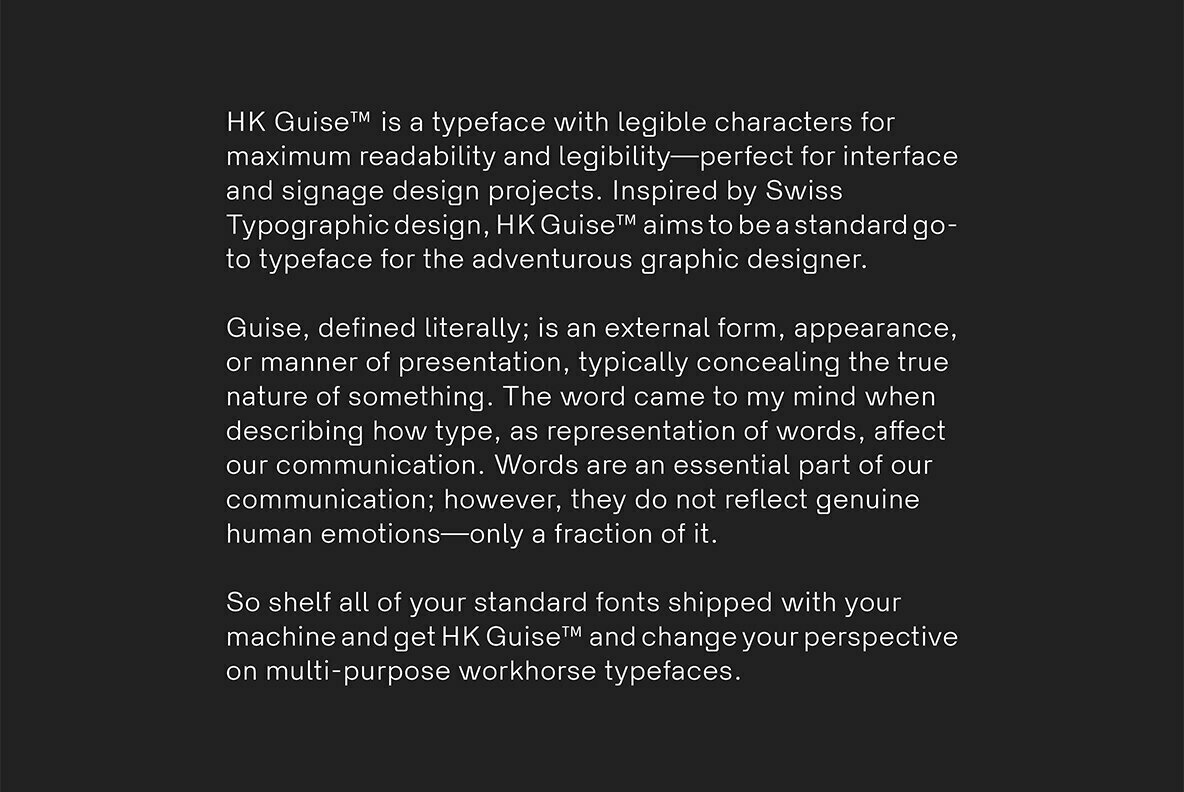 HK Guise™ is a typeface with legible characters for
maximum readability and legibility—perfect for interface
and signage design projects. Inspired by Swiss
Typographic design, HK Guise™ aims to be a standard go-
to typeface for the adventurous graphic designer.
Guise, defined literally; is an external form, appearance,
or manner of presentation, typically concealing the true
nature of something. The word came to my mind when
describing how type, as representation of words, affect
our communication. Words are an essential part of our
communication; however, they do not reflect genuine
human emotions—only a fraction of it.
So shelf all of your standard fonts shipped with your
machine and get HK Guise™ and change your perspective
on multi-purpose workhorse typefaces.